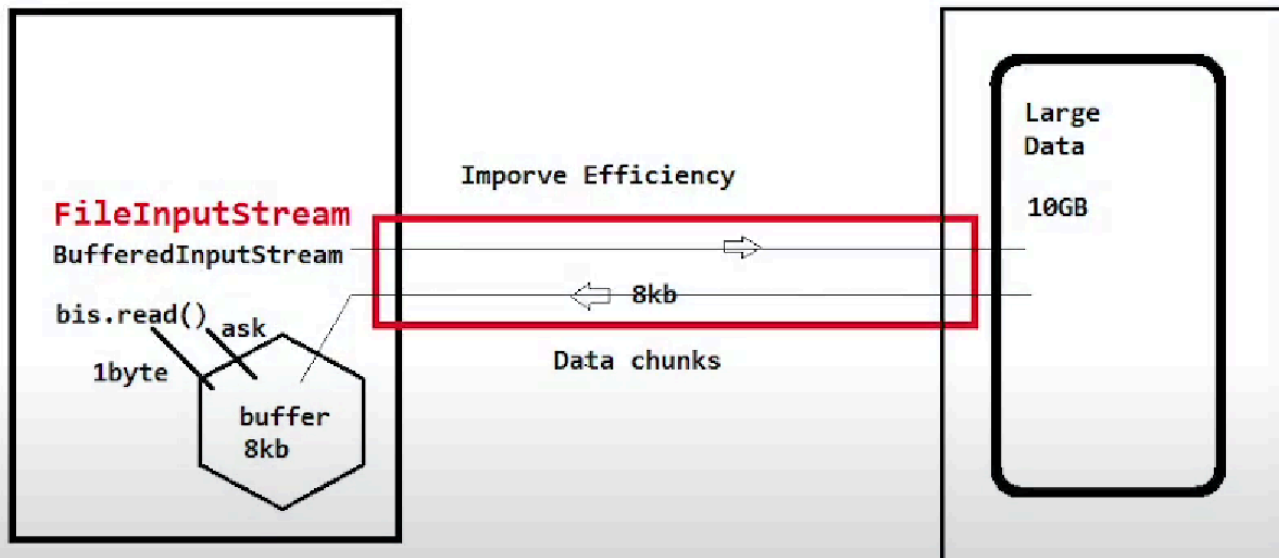 Large
Data
10GB
Imporve Efficiency
FileInputStream
BufferedInputStream
8kb
bis.read()
ask
1byte
Data chunks
buffer
8kb